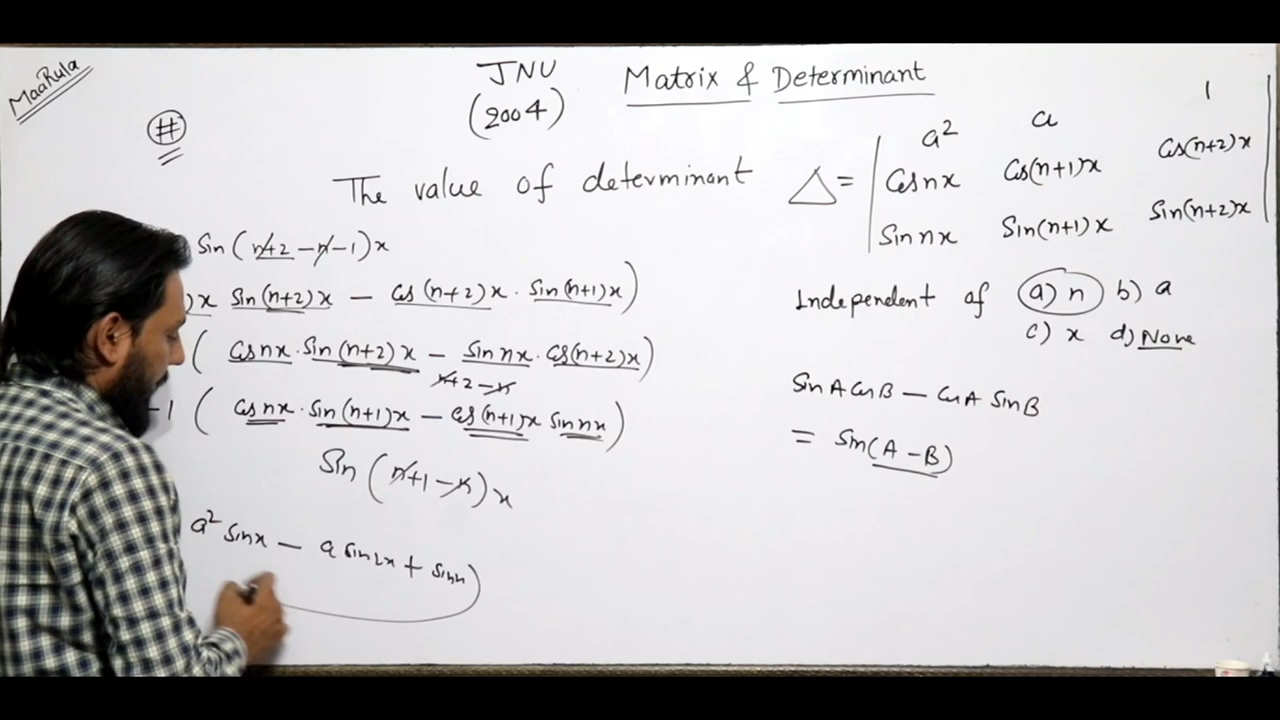 MaaRula
JNU
(2004)
Matrix & Determinant
#
The value of determinant
Δ = | a² a 1 |
| Cos nx Cos(n+1)x Cos(n+2)x |
| Sin nx Sin(n+1)x Sin(n+2)x |
Independent of a) n b) a
c) x d) None
Sin(n+2-n-1)x
)x Sin(n+2)x – Cos(n+2)x · Sin(n+1)x)
( Cos nx · Sin(n+2)x – Sin nx · Cos(n+2)x )
n+2-n
1 ( Cos nx · Sin(n+1)x – Cos(n+1)x Sin nx )
Sin (n+1-n)x
a² Sin x – a Sin 2x + Sin x
Sin A Cos B – Cos A Sin B
= Sin(A-B)